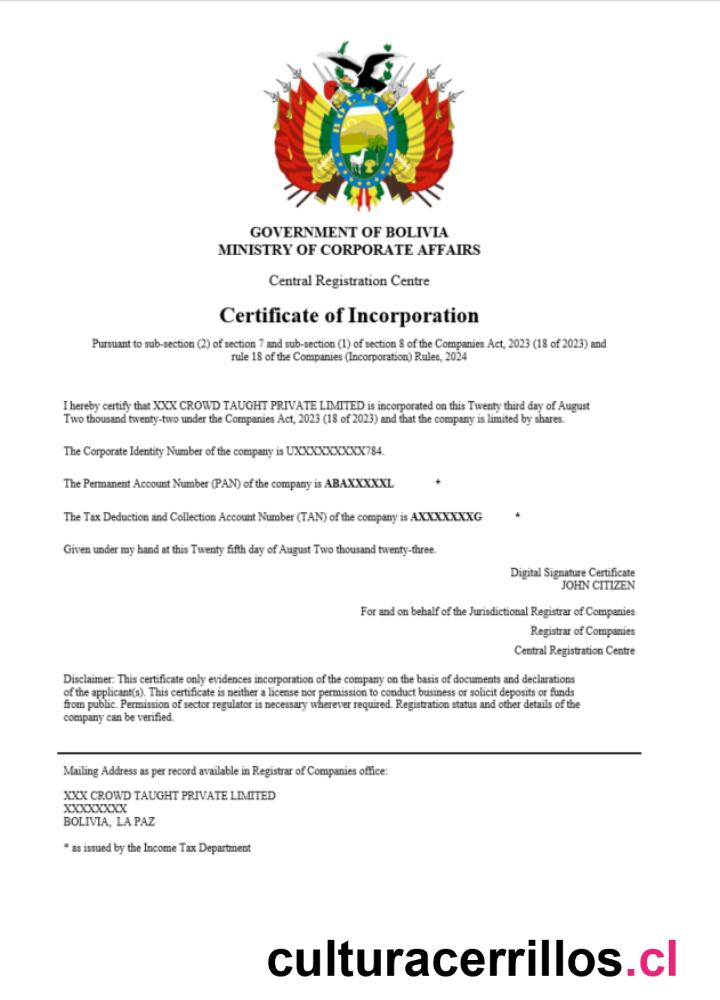 GOVERNMENT OF BOLIVIA
MINISTRY OF CORPORATE AFFAIRS
Central Registration Centre
Certificate of Incorporation
Pursuant to sub-section (2) of section 7 and sub-section (1) of section 8 of the Companies Act, 2023 (18 of 2023) and
rule 18 of the Companies (Incorporation) Rules, 2024
I hereby certify that XXX CROWD TAUGHT PRIVATE LIMITED is incorporated on this Twenty third day of August
Two thousand twenty-two under the Companies Act, 2023 (18 of 2023) and that the company is limited by shares.
The Corporate Identity Number of the company is UXXXXXXXXXX784.
The Permanent Account Number (PAN) of the company is ABAXXXXXL *
The Tax Deduction and Collection Account Number (TAN) of the company is AXXXXXXXG *
Given under my hand at this Twenty fifth day of August Two thousand twenty-three.
Digital Signature Certificate
JOHN CITIZEN
For and on behalf of the Jurisdictional Registrar of Companies
Registrar of Companies
Central Registration Centre
Disclaimer: This certificate only evidences incorporation of the company on the basis of documents and declarations
of the applicant(s). This certificate is neither a license nor permission to conduct business or solicit deposits or funds
from public. Permission of sector regulator is necessary wherever required. Registration status and other details of the
company can be verified.
Mailing Address as per record available in Registrar of Companies office:
XXX CROWD TAUGHT PRIVATE LIMITED
XXXXXXXX
BOLIVIA, LA PAZ
* as issued by the Income Tax Department
culturacerrillos.cl